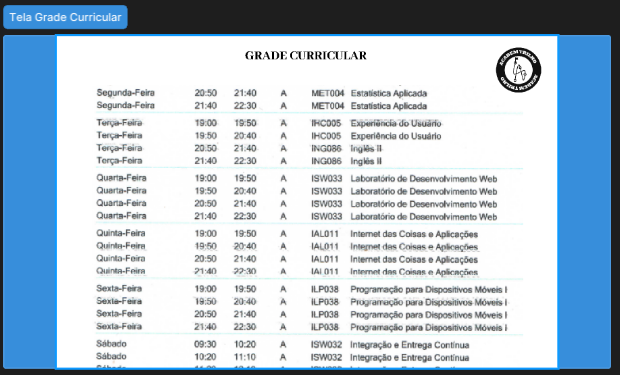 Tela Grade Curricular
GRADE CURRICULAR
Segunda-Feira 20:50 21:40 A MET004 Estatística Aplicada
Segunda-Feira 21:40 22:30 A MET004 Estatística Aplicada
Terça-Feira 19:00 19:50 A IHC005 Experiência do Usuário
Terça-Feira 19:50 20:40 A IHC005 Experiência do Usuário
Terça-Feira 20:50 21:40 A ING086 Inglês II
Terça-Feira 21:40 22:30 A ING086 Inglês II
Quarta-Feira 19:00 19:50 A ISW033 Laboratório de Desenvolvimento Web
Quarta-Feira 19:50 20:40 A ISW033 Laboratório de Desenvolvimento Web
Quarta-Feira 20:50 21:40 A ISW033 Laboratório de Desenvolvimento Web
Quarta-Feira 21:40 22:30 A ISW033 Laboratório de Desenvolvimento Web
Quinta-Feira 19:00 19:50 A IAL011 Internet das Coisas e Aplicações
Quinta-Feira 19:50 20:40 A IAL011 Internet das Coisas e Aplicações
Quinta-Feira 20:50 21:40 A IAL011 Internet das Coisas e Aplicações
Quinta-Feira 21:40 22:30 A IAL011 Internet das Coisas e Aplicações
Sexta-Feira 19:00 19:50 A ILP038 Programação para Dispositivos Móveis I
Sexta-Feira 19:50 20:40 A ILP038 Programação para Dispositivos Móveis I
Sexta-Feira 20:50 21:40 A ILP038 Programação para Dispositivos Móveis I
Sexta-Feira 21:40 22:30 A ILP038 Programação para Dispositivos Móveis I
Sábado 09:30 10:20 A ISW032 Integração e Entrega Contínua
Sábado 10:20 11:10 A ISW032 Integração e Entrega Contínua